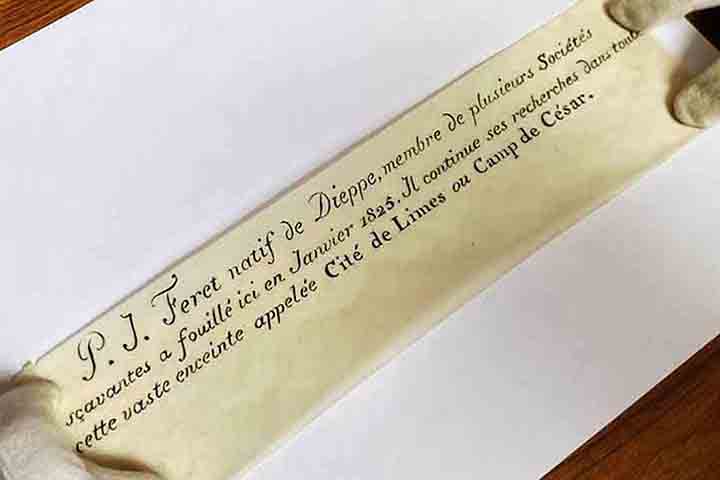 P. J. Feret natif de Dieppe, membre de plusieurs Sociétés
sçavantes a fouillé ici en Janvier 1825. Il continue ses recherches dans toute
cette vaste enceinte appelée Cité de Limes ou Camp de César.